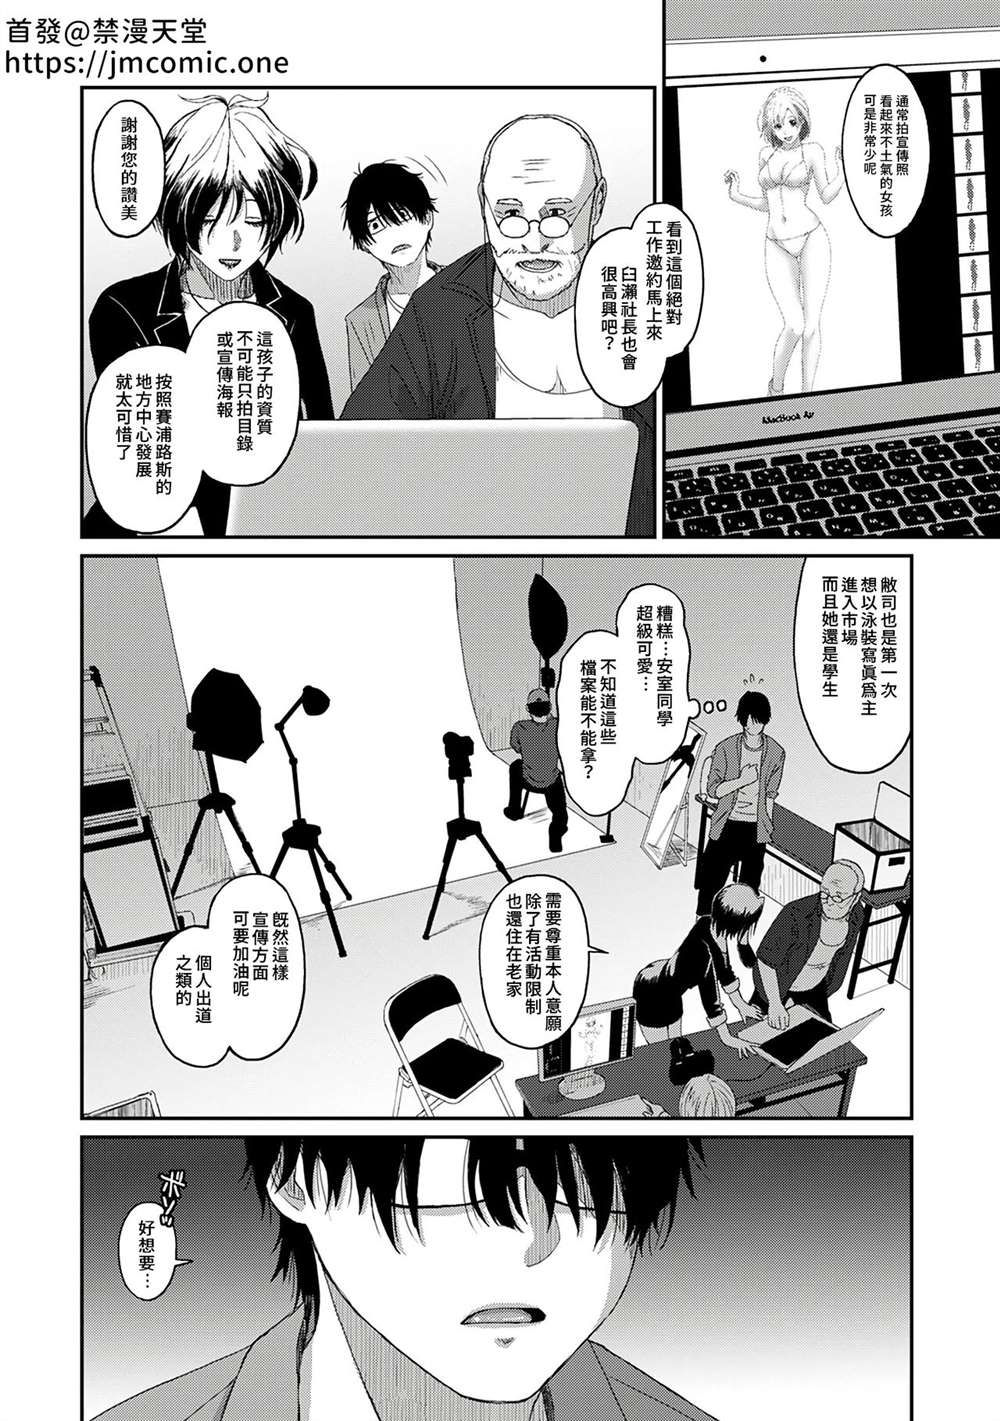 首發@禁漫天堂
https://jmcomic.one
通常拍宣傳照
看起來不土氣的女孩
可是非常少呢
MacBook Air
看到這個絕對
工作邀約馬上來
臼瀨社長也會
很高興吧？
謝謝您的讚美
這孩子的資質
不可能只拍目錄
或宣傳海報
按照賽浦路斯的
地方中心發展
就太可惜了
敝司也是第一次
想以泳裝寫真為主
進入市場
而且她還是學生
糟糕…安室同學
超級可愛…
不知道這些
檔案能不能拿？
需要尊重本人意願
除了有活動限制
也還住在老家
既然這樣
宣傳方面
可要加油呢
個人出道
之類的
ボソッ
好想要…